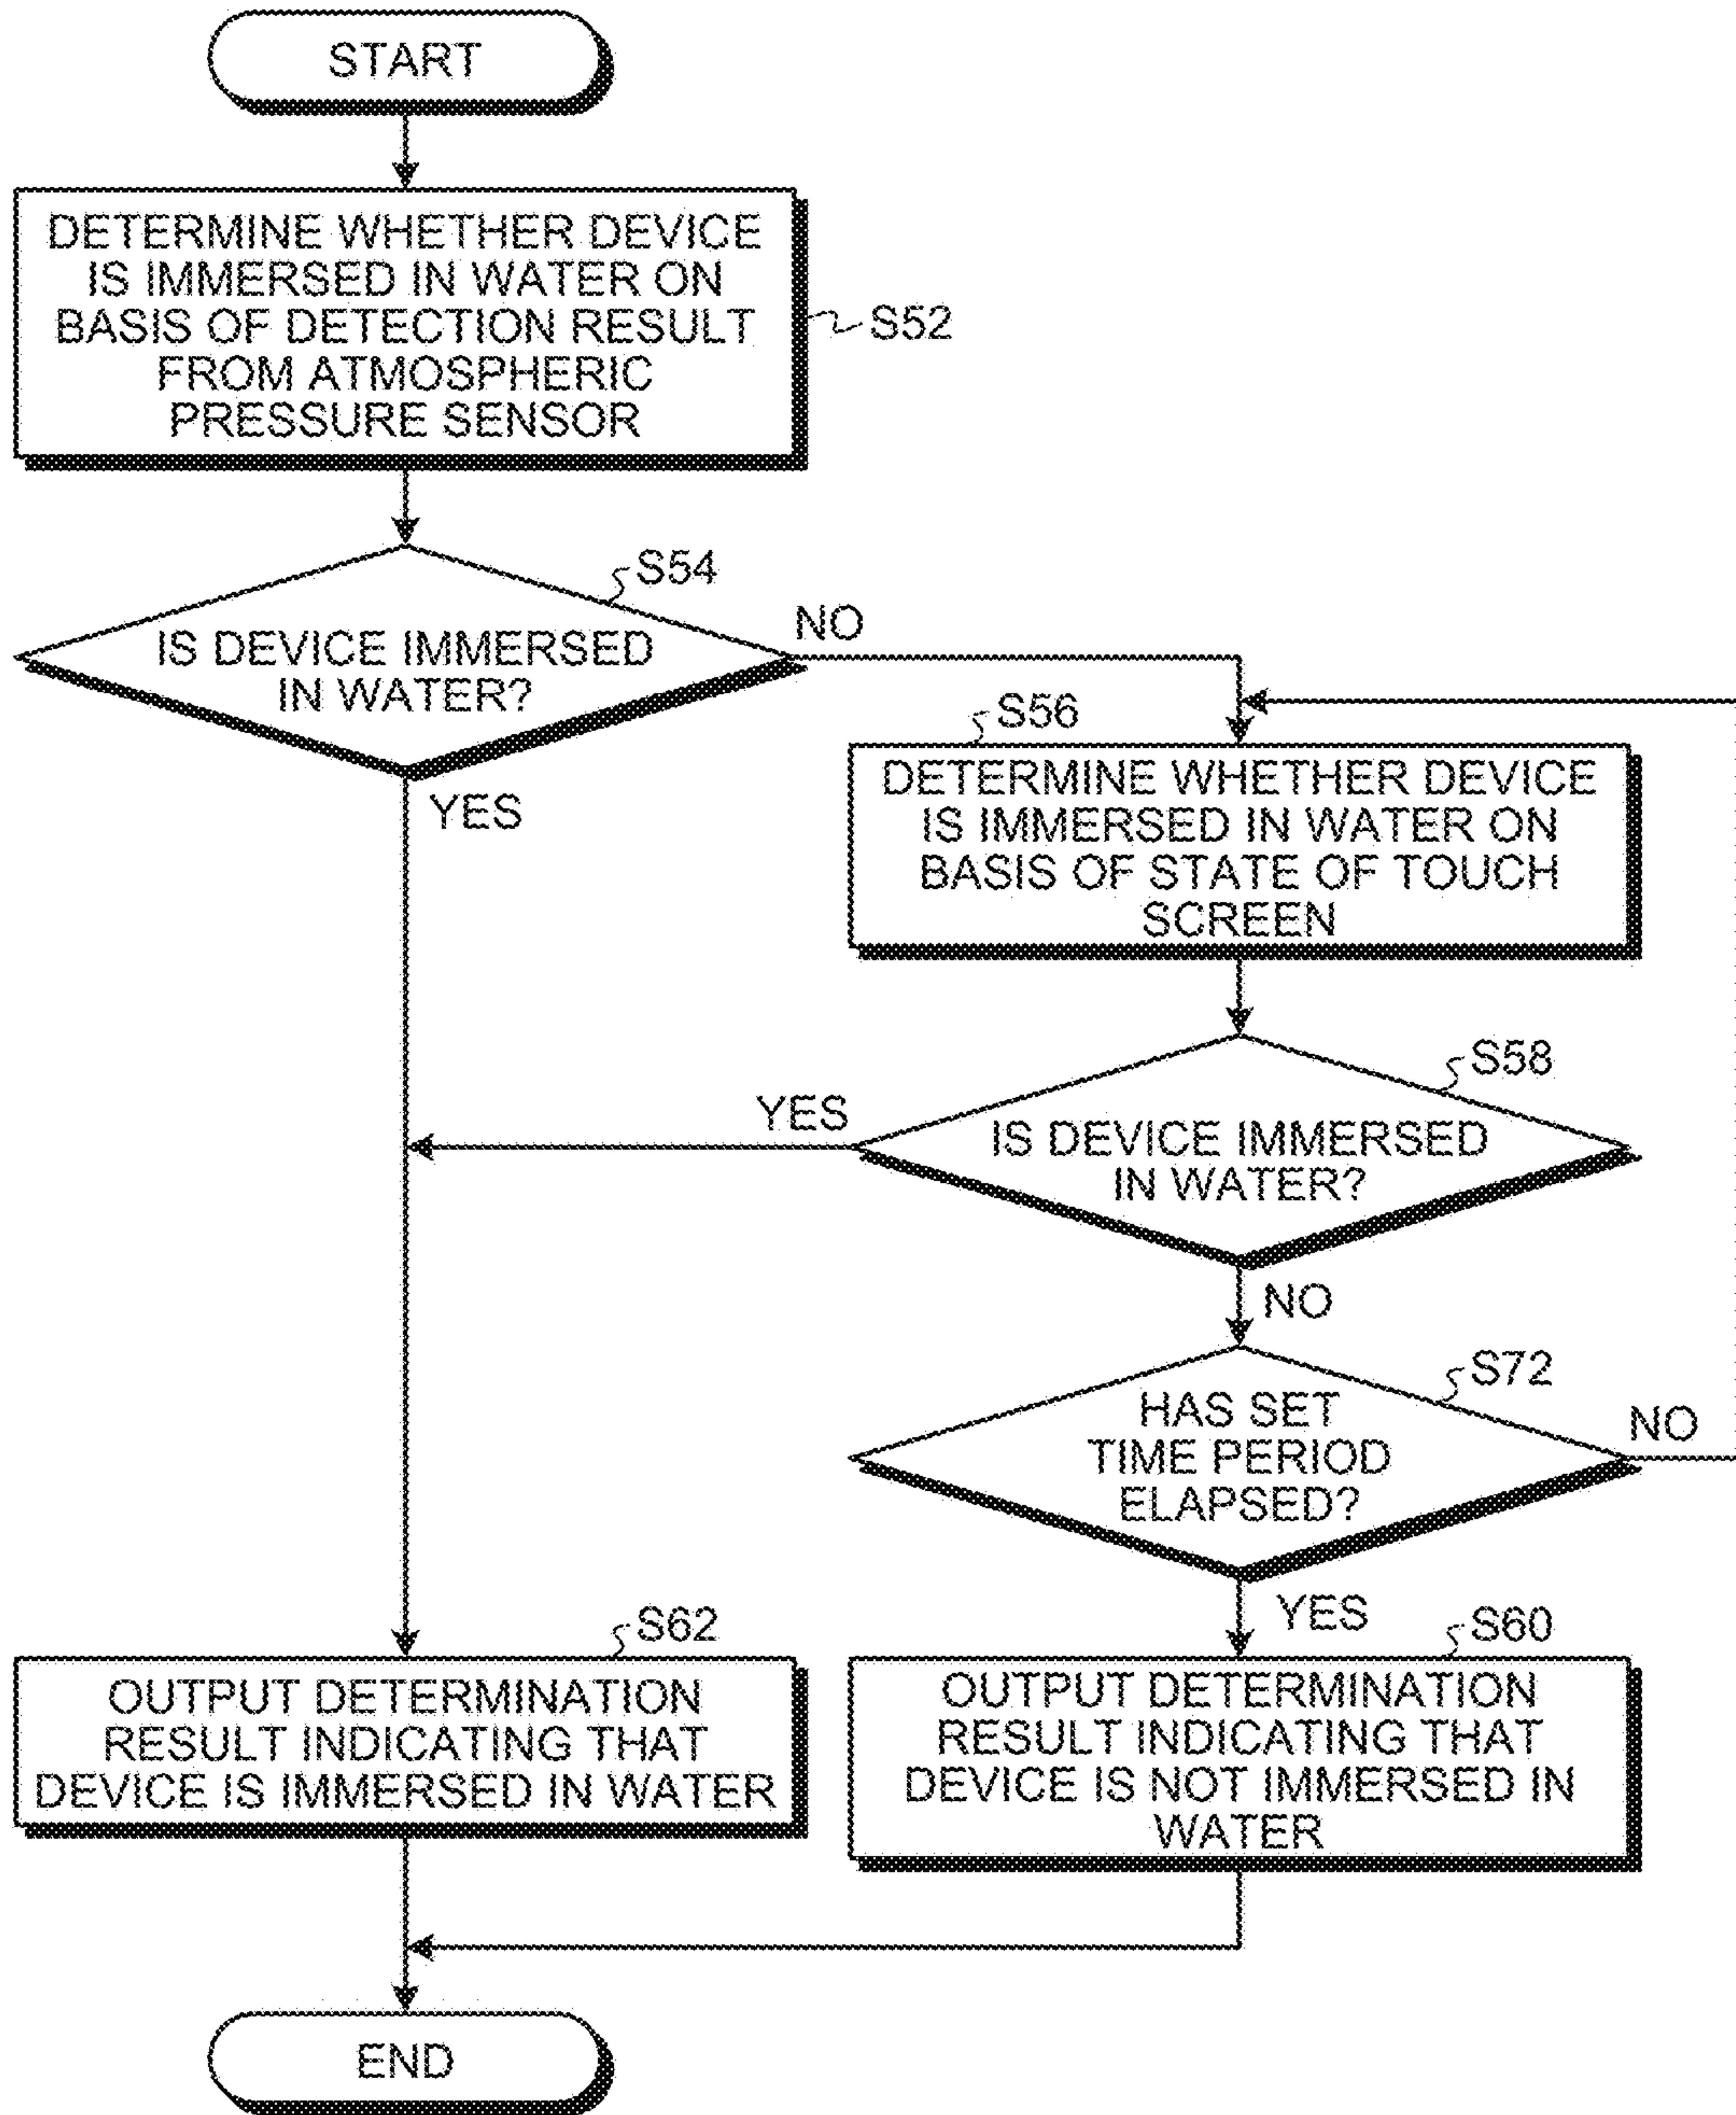 START
DETERMINE WHETHER DEVICE
IS IMMERSED IN WATER ON
BASIS OF DETECTION RESULT
FROM ATMOSPHERIC
PRESSURE SENSOR
S52
S54
IS DEVICE IMMERSED
IN WATER?
NO
YES
S56
DETERMINE WHETHER DEVICE
IS IMMERSED IN WATER ON
BASIS OF STATE OF TOUCH
SCREEN
S58
YES
IS DEVICE IMMERSED
IN WATER?
NO
S72
HAS SET
TIME PERIOD
ELAPSED?
NO
YES
S62
OUTPUT DETERMINATION
RESULT INDICATING THAT
DEVICE IS IMMERSED IN WATER
S60
OUTPUT DETERMINATION
RESULT INDICATING THAT
DEVICE IS NOT IMMERSED IN
WATER
END